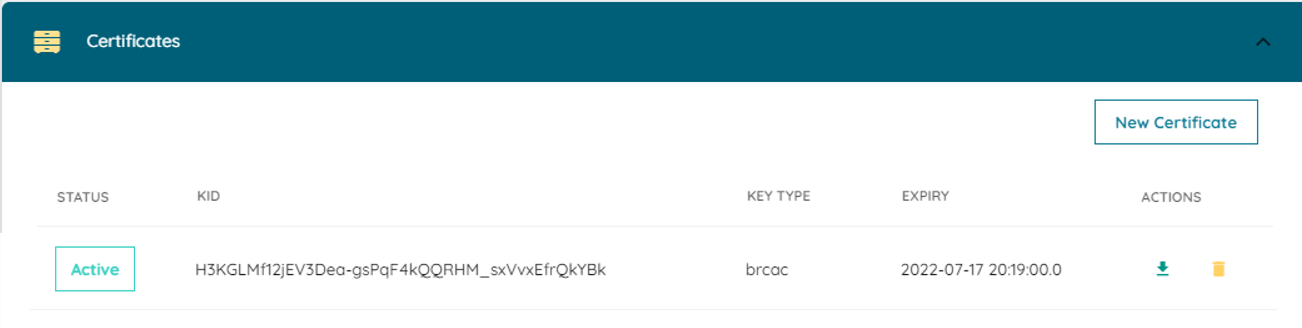 Certificates
New Certificate
STATUS KID KEY TYPE EXPIRY ACTIONS
Active H3KGLMf12jEV3Dea-gsPqF4kQQRHM_sxVvxEfrQkYBk brcac 2022-07-17 20:19:00.0